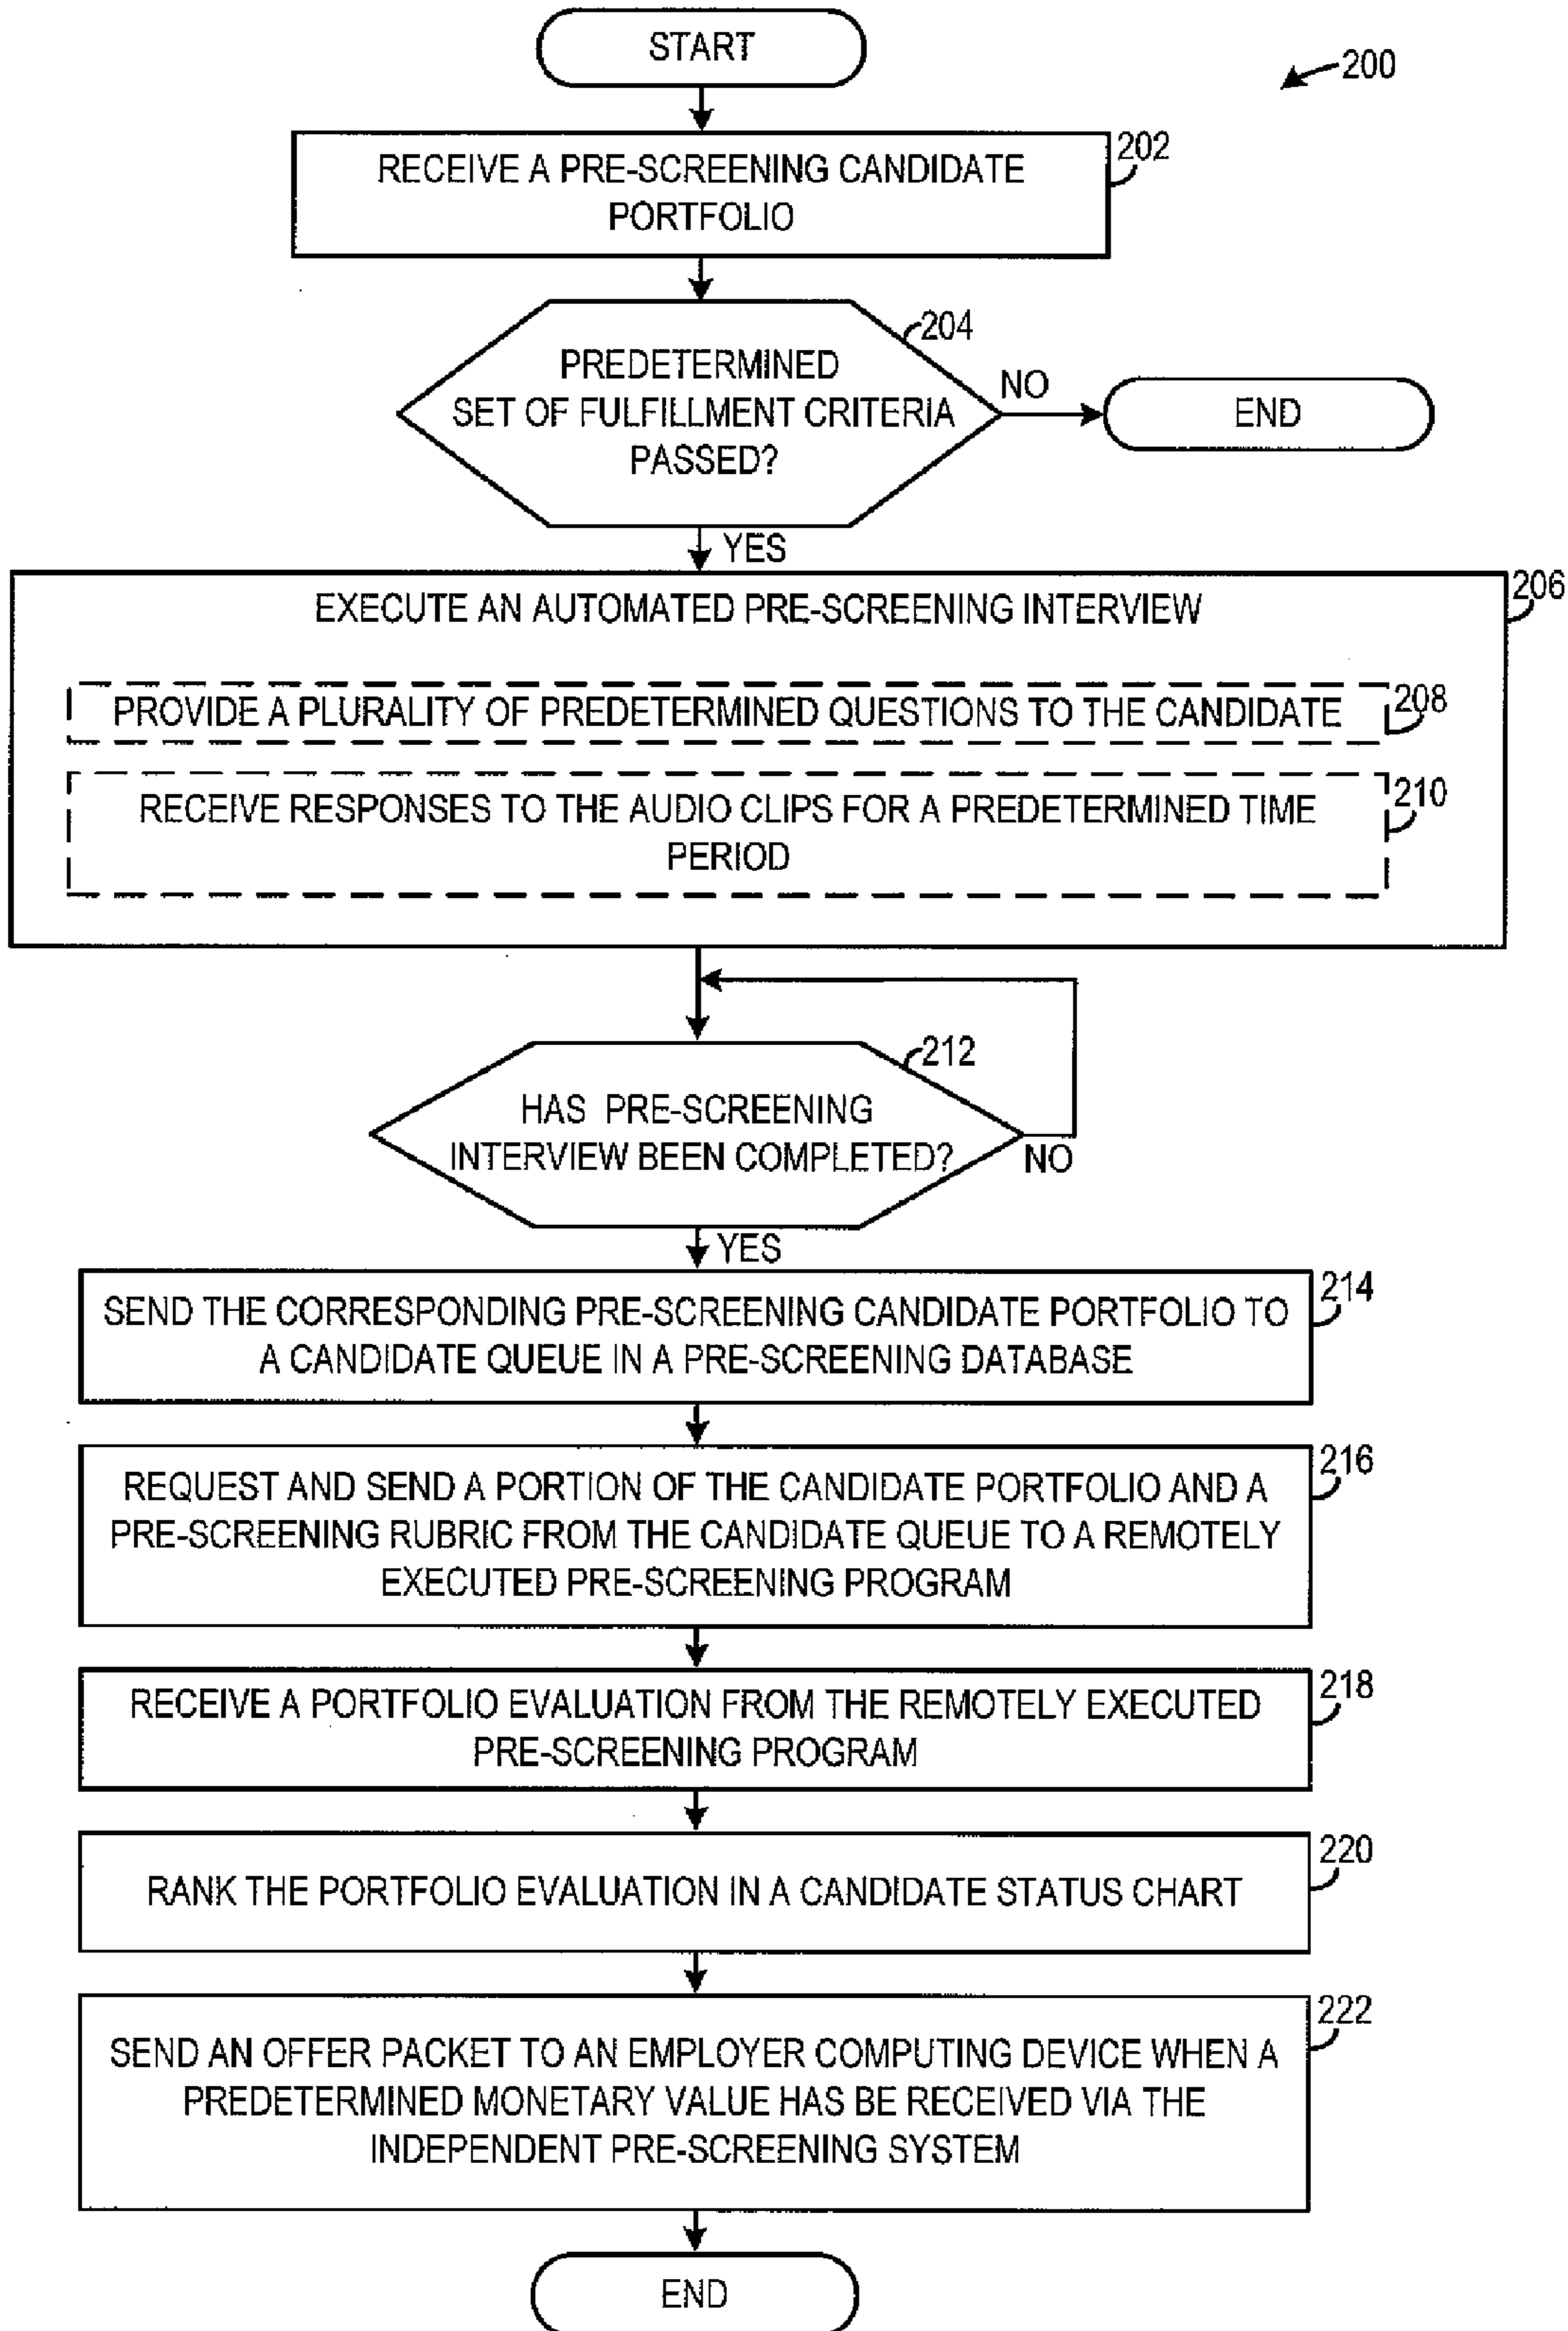 START
200
RECEIVE A PRE-SCREENING CANDIDATE
PORTFOLIO
202
PREDETERMINED
SET OF FULFILLMENT CRITERIA
PASSED?
204
NO
END
YES
EXECUTE AN AUTOMATED PRE-SCREENING INTERVIEW
206
PROVIDE A PLURALITY OF PREDETERMINED QUESTIONS TO THE CANDIDATE
208
RECEIVE RESPONSES TO THE AUDIO CLIPS FOR A PREDETERMINED TIME
PERIOD
210
HAS PRE-SCREENING
INTERVIEW BEEN COMPLETED?
212
NO
YES
SEND THE CORRESPONDING PRE-SCREENING CANDIDATE PORTFOLIO TO
A CANDIDATE QUEUE IN A PRE-SCREENING DATABASE
214
REQUEST AND SEND A PORTION OF THE CANDIDATE PORTFOLIO AND A
PRE-SCREENING RUBRIC FROM THE CANDIDATE QUEUE TO A REMOTELY
EXECUTED PRE-SCREENING PROGRAM
216
RECEIVE A PORTFOLIO EVALUATION FROM THE REMOTELY EXECUTED
PRE-SCREENING PROGRAM
218
RANK THE PORTFOLIO EVALUATION IN A CANDIDATE STATUS CHART
220
SEND AN OFFER PACKET TO AN EMPLOYER COMPUTING DEVICE WHEN A
PREDETERMINED MONETARY VALUE HAS BE RECEIVED VIA THE
INDEPENDENT PRE-SCREENING SYSTEM
222
END